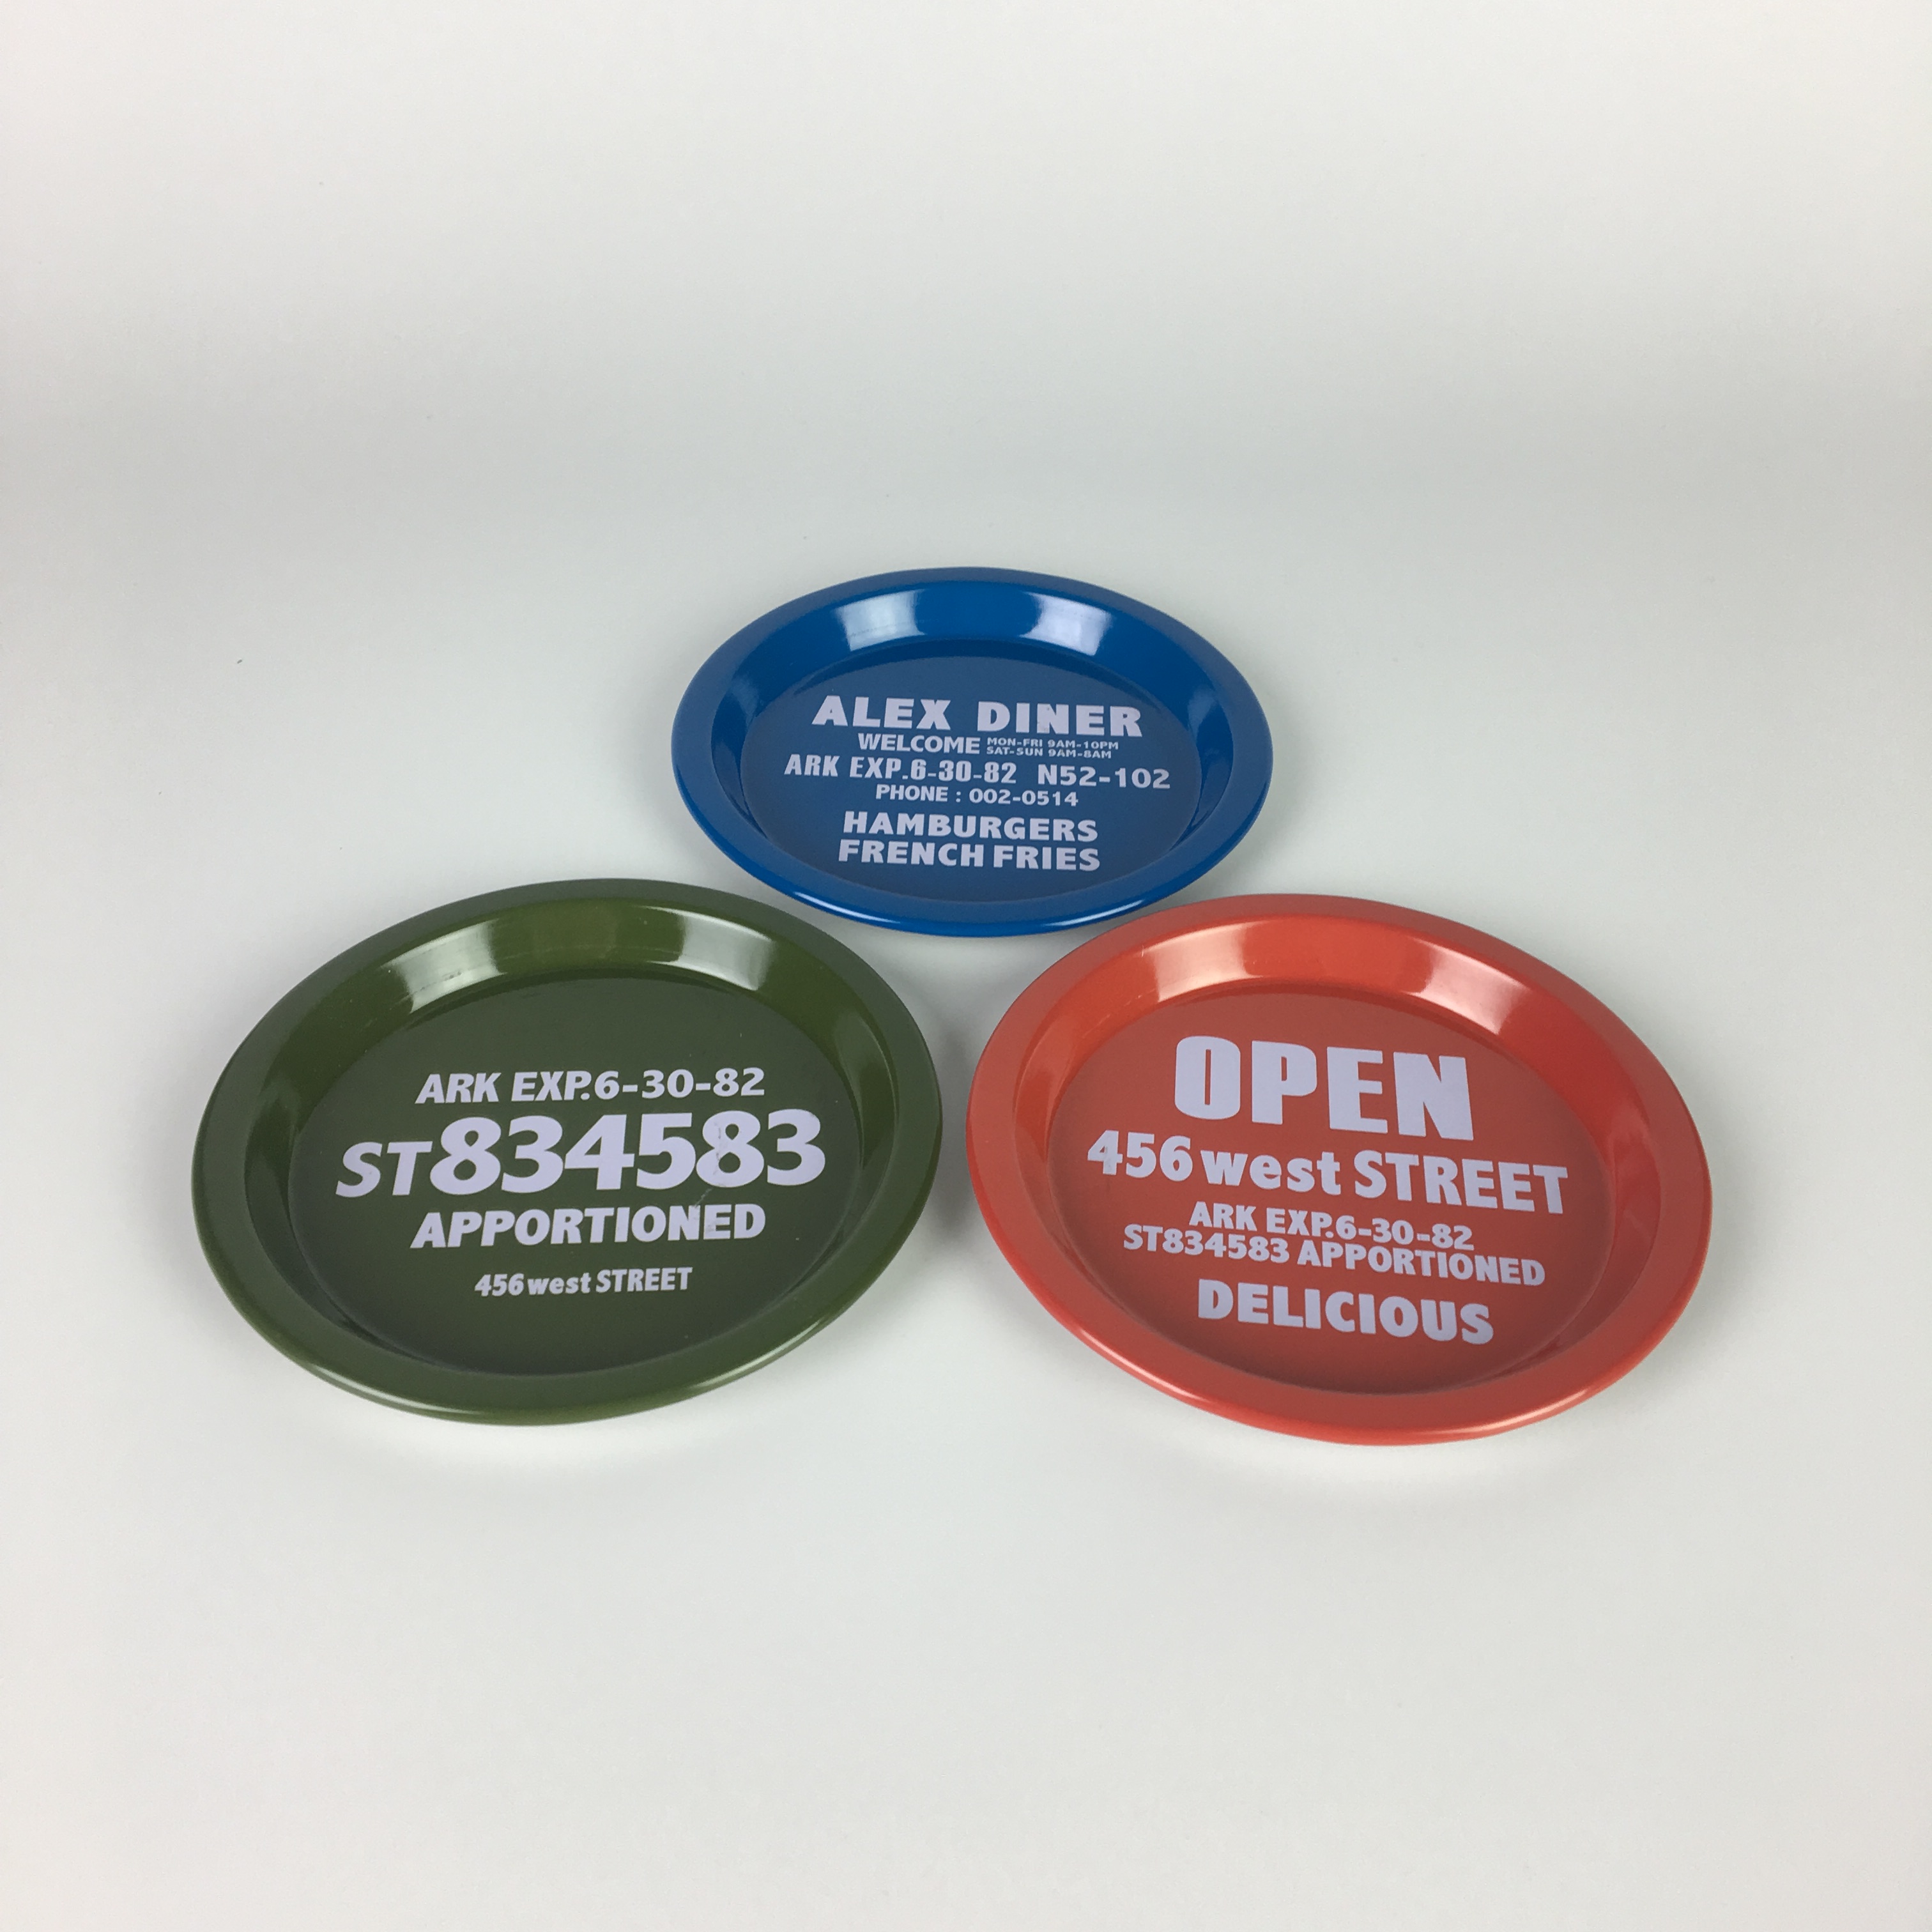 ALEX DINER
WELCOME MON-FRI 9AM-10PM
SAT-SUN 9AM-8AM
ARK EXP.6-30-82 N52-102
PHONE : 002-0514
HAMBURGERS
FRENCH FRIES
ARK EXP.6-30-82
ST834583
APPORTIONED
456 west STREET
OPEN
456 west STREET
ARK EXP.6-30-82
ST834583 APPORTIONED
DELICIOUS